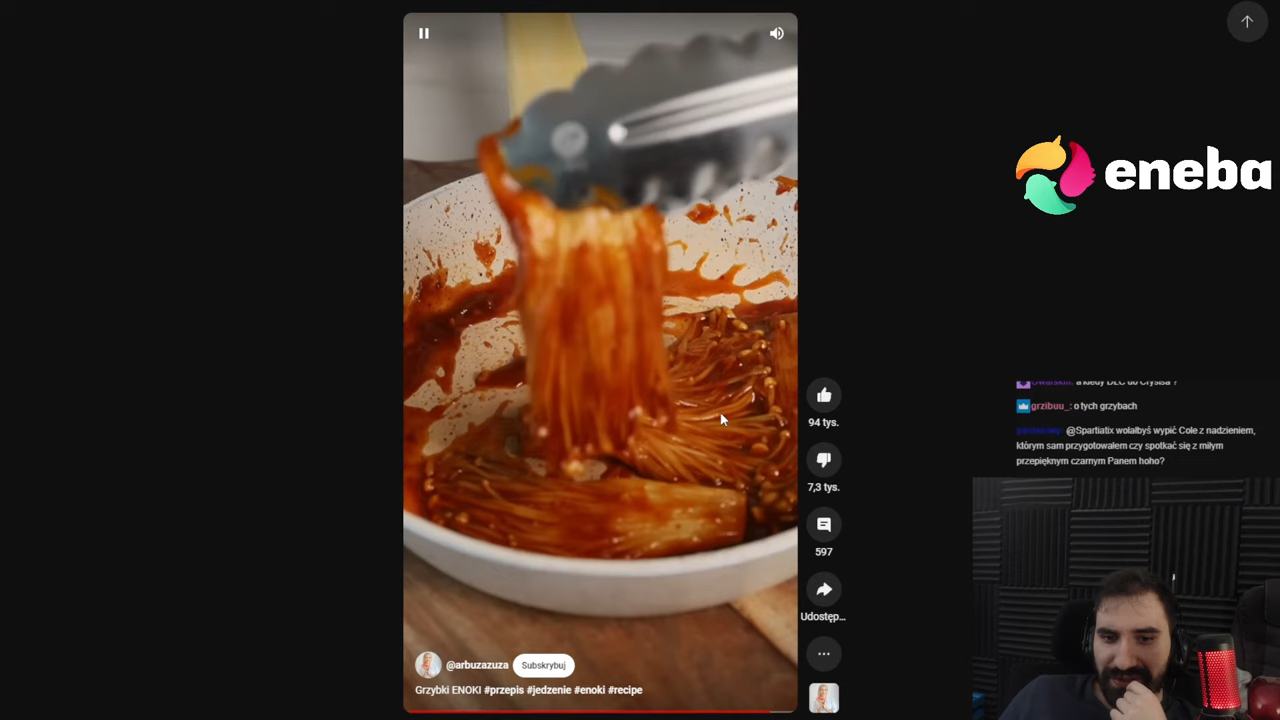 eneba
94 tys.
7,3 tys.
a kiedy DLC do Crysisa ?
grzibuu_: o tych grzybach
@Spartiatix wolałbyś wypić Cole z nadzieniem,
którym sam przygotowałem czy spotkać się z miłym
przepięknym czarnym Panem hoho?
597
Udostęp...
@arbuzazuza Subskrybuj
Grzybki ENOKI #przepis #jedzenie #enoki #recipe